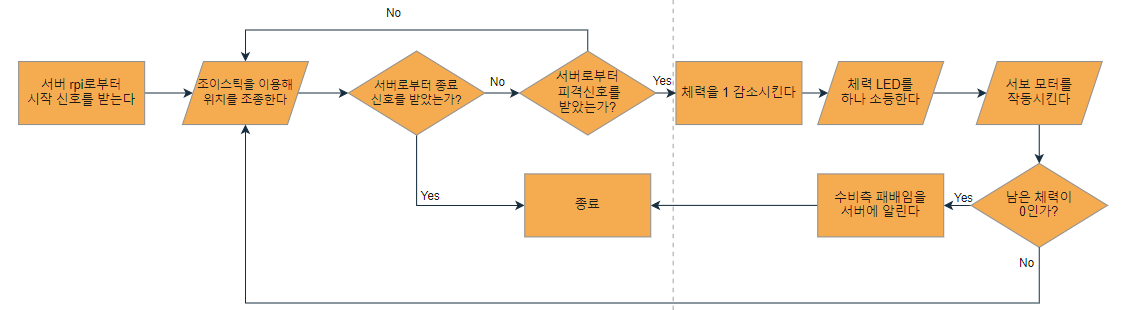 No
서버 rpi로부터
시작 신호를 받는다
조이스틱을 이용해
위치를 조종한다
서버로부터 종료
신호를 받았는가?
No
서버로부터
피격신호를
받았는가?
Yes
체력을 1 감소시킨다
체력 LED를
하나 소등한다
서보 모터를
작동시킨다
Yes
종료
수비측 패배임을
서버에 알린다
Yes
남은 체력이
0인가?
No